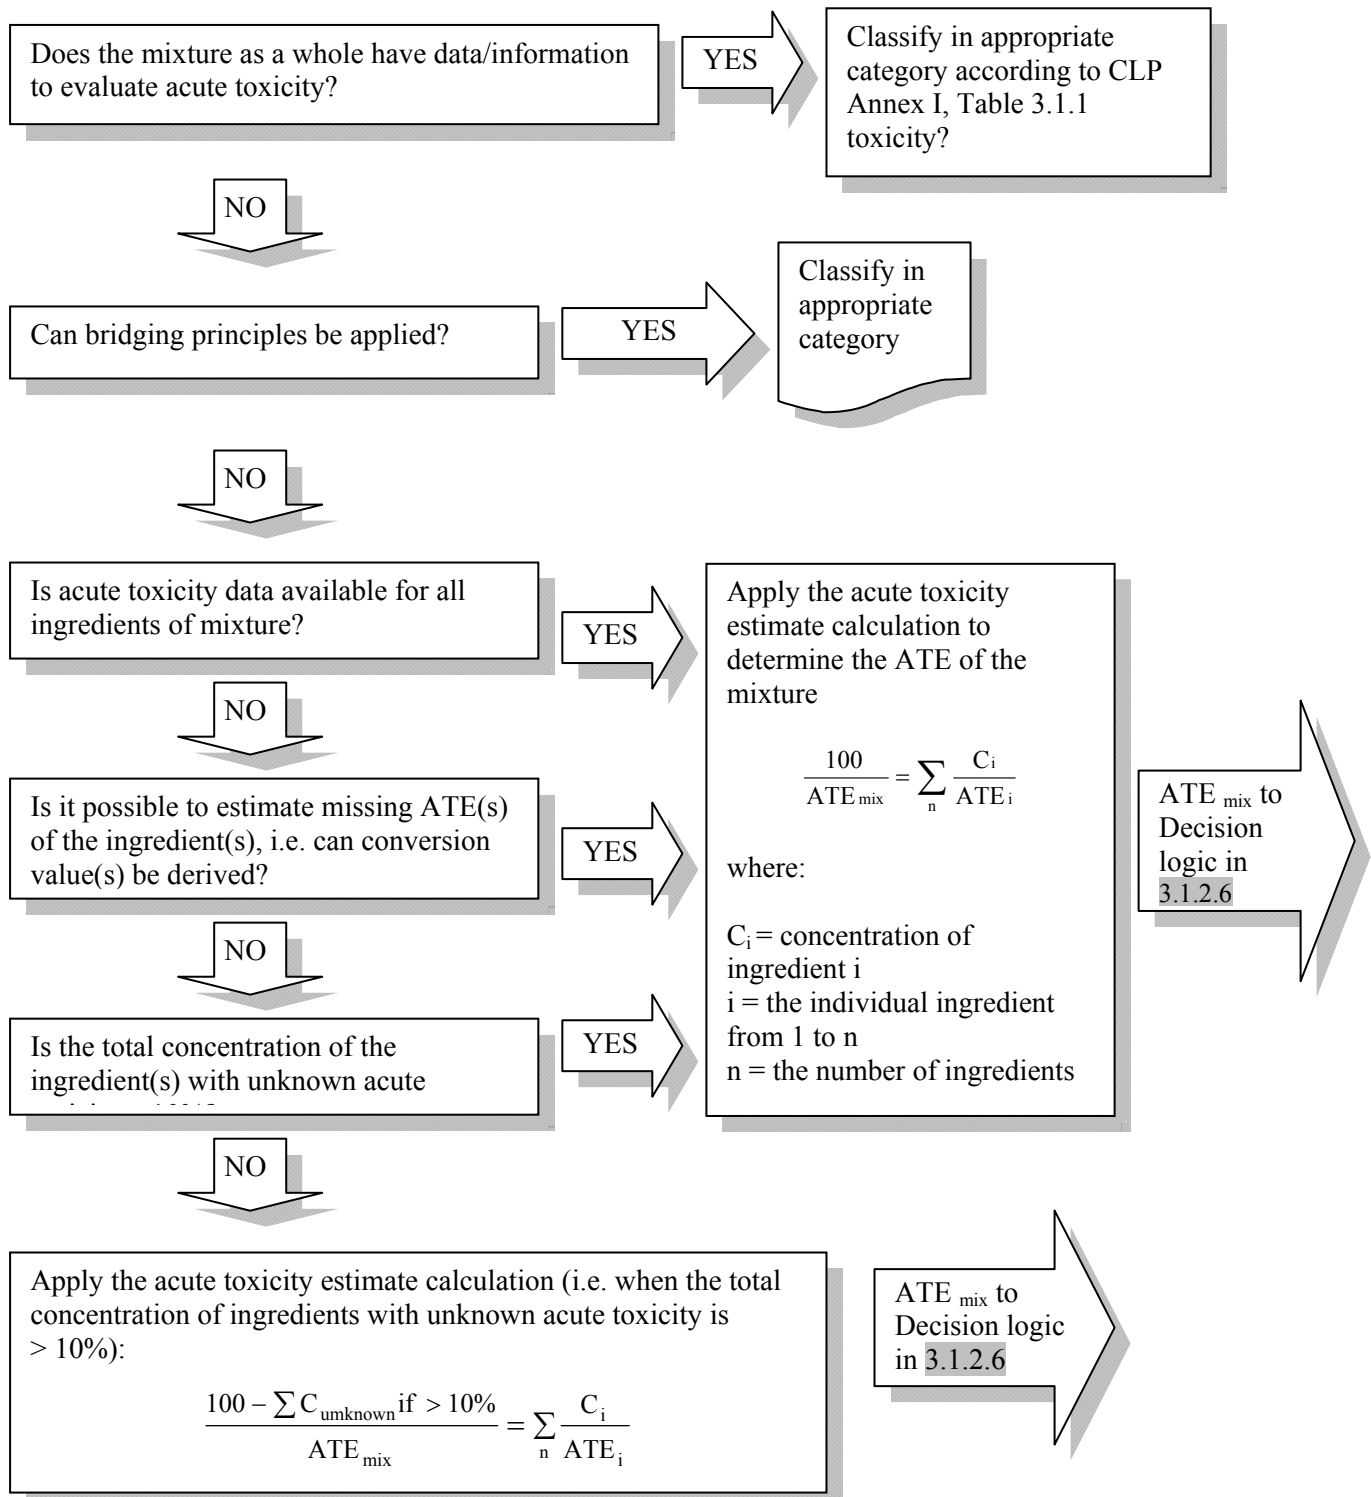 Does the mixture as a whole have data/information
to evaluate acute toxicity?
YES
Classify in appropriate
category according to CLP
Annex I, Table 3.1.1
toxicity?
NO
Can bridging principles be applied?
YES
Classify in
appropriate
category
NO
Is acute toxicity data available for all
ingredients of mixture?
YES
NO
Is it possible to estimate missing ATE(s)
of the ingredient(s), i.e. can conversion
value(s) be derived?
YES
NO
Is the total concentration of the
ingredient(s) with unknown acute
YES
Apply the acute toxicity
estimate calculation to
determine the ATE of the
mixture
100 / ATE mix = ∑ n C i / ATE i
where:
Ci = concentration of
ingredient i
i = the individual ingredient
from 1 to n
n = the number of ingredients
ATE mix to
Decision
logic in
3.1.2.6
NO
Apply the acute toxicity estimate calculation (i.e. when the total
concentration of ingredients with unknown acute toxicity is
> 10%):
100 − ∑ C umknown if > 10% / ATE mix = ∑ n C i / ATE i
ATE mix to
Decision logic
in 3.1.2.6